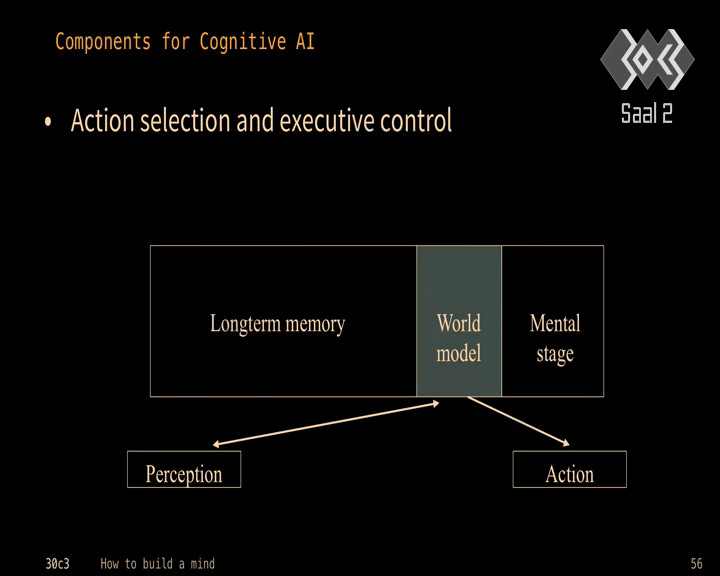 Components for Cognitive AI
30c3
Saal 2
• Action selection and executive control
Longterm memory
World
model
Mental
stage
Perception
Action
30c3 How to build a mind
56